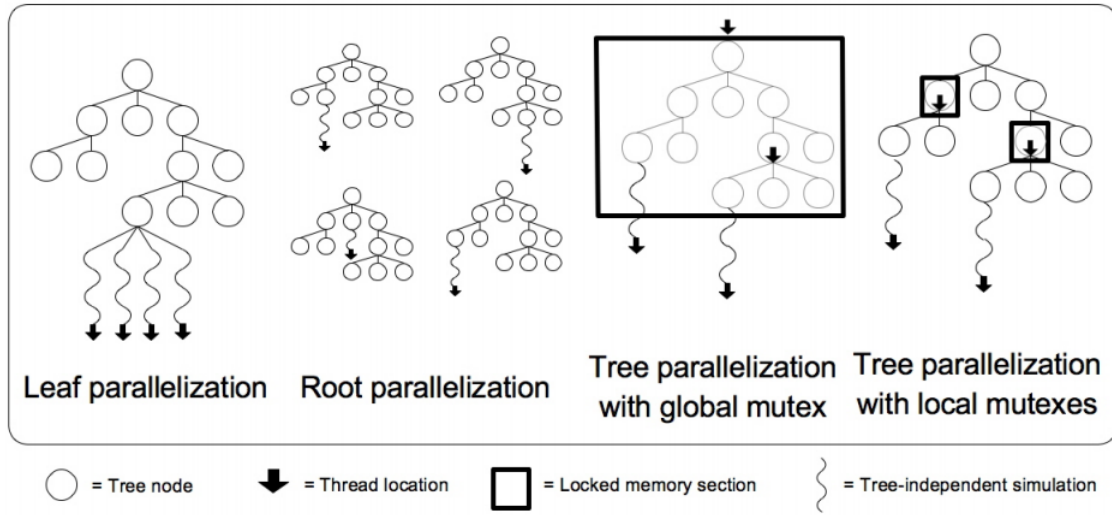 Leaf parallelization
Root parallelization
Tree parallelization
with global mutex
Tree parallelization
with local mutexes
= Tree node
= Thread location
= Locked memory section
= Tree-independent simulation